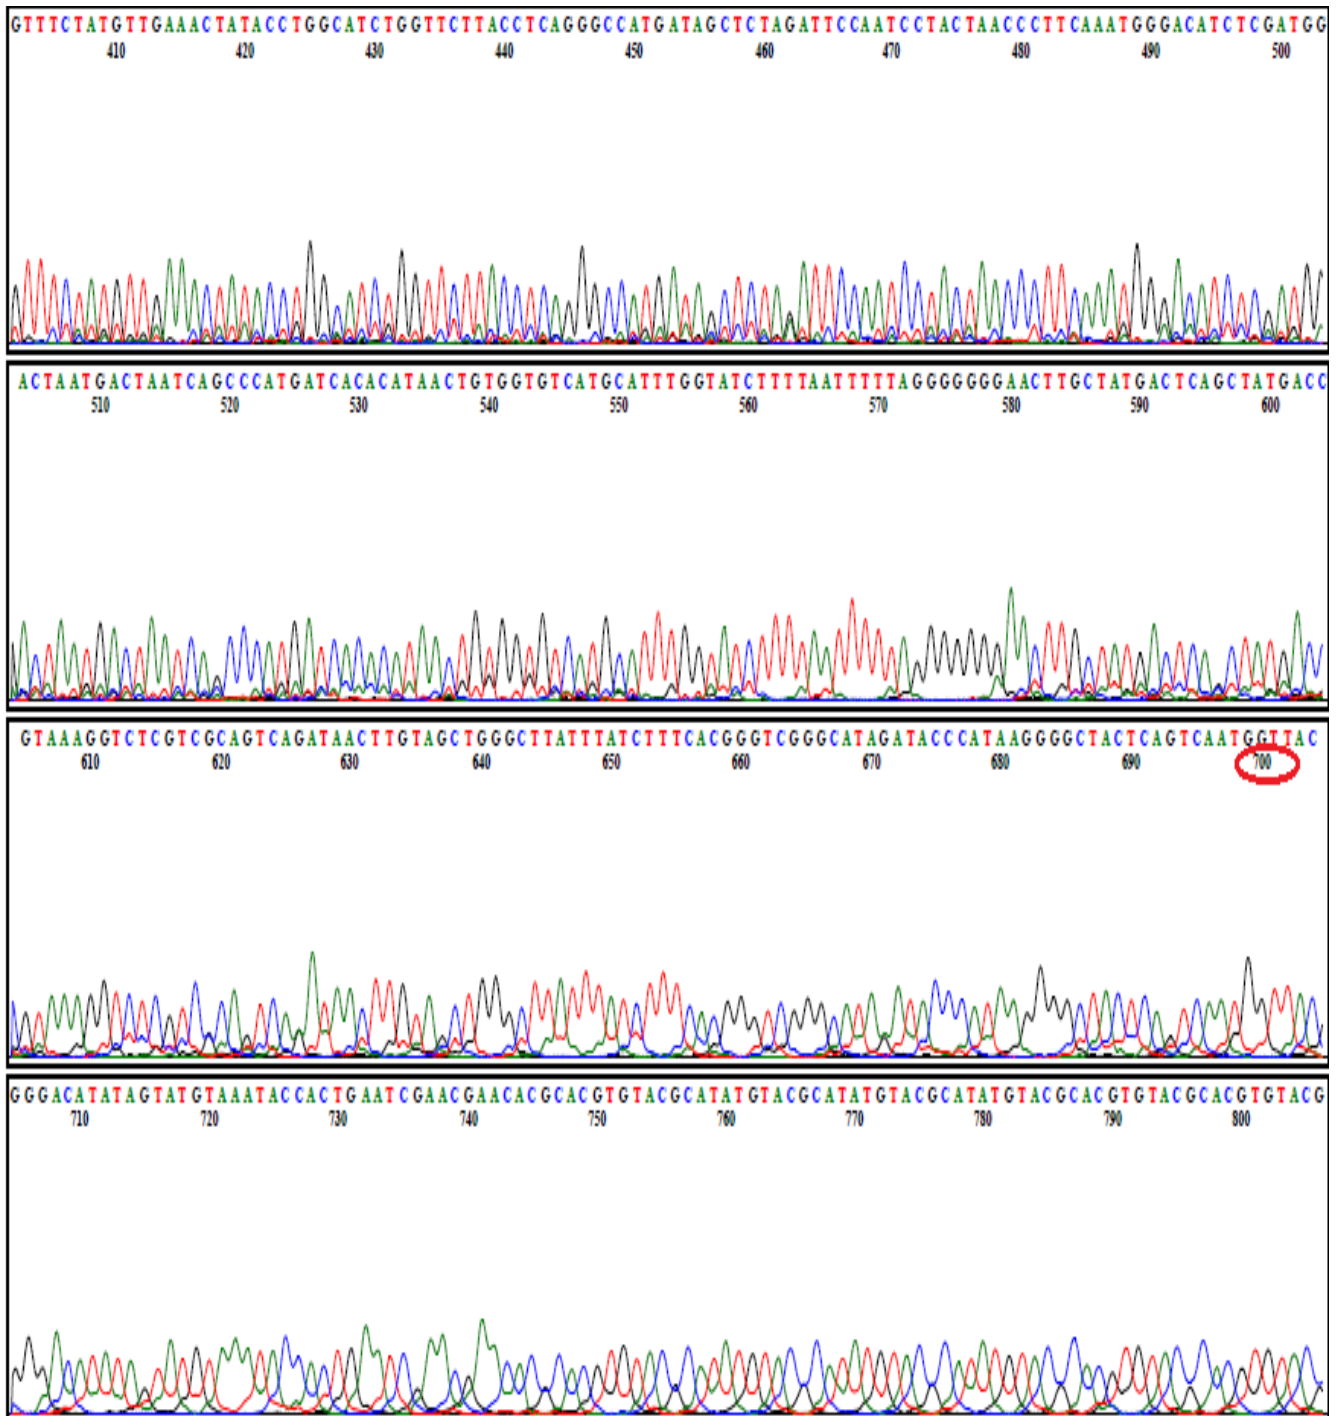 GTTTCTATGTTGAAACTATACCTGGCATCTGGTTCTTACCTCAGGGCCATGATAGCTCTAGATTCCAATCCTACTAACCCTTCAAATGGGACATCTCGATGG
410 420 430 440 450 460 470 480 490 500
ACTAATGACTAATCAGCCCATGATCACACATAACTGTGGTGTCATGCATTTGGTATCTTTTAATTTTTAGGGGGGGAACTTGCTATGACTCAGCTATGACC
510 520 530 540 550 560 570 580 590 600
GTAAAGGTCTCGTCGCAGTCAGATAACTTGTAGCTGGGCTTATTTATCTTTCACGGGTCGGGCATAGATACCCATAAGGGGCTACTCAGTCAATGGTTAC
610 620 630 640 650 660 670 680 690 700
GGGACATATAGTATGTAAATACCACTGAATCGAACGAACACGCACGTGTACGCATATGTACGCATATGTACGCATATGTACGCACGTGTACGCACGTGTACG
710 720 730 740 750 760 770 780 790 800